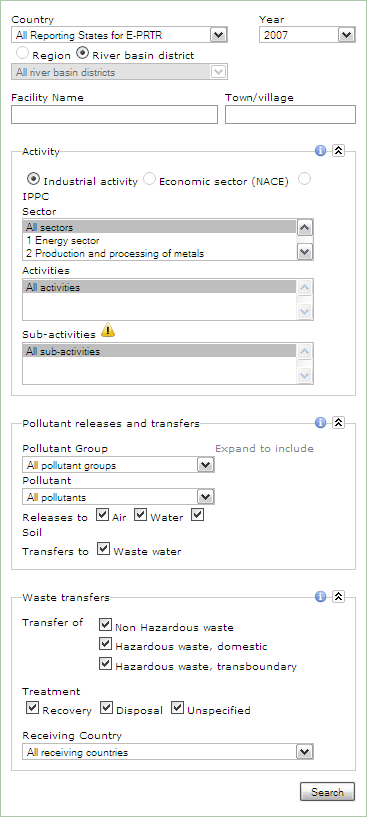 Country Year
All Reporting States for E-PRTR 2007
Region River basin district
All river basin districts
Facility Name Town/village
Activity
Industrial activity Economic sector (NACE)
IPPC
Sector
All sectors
1 Energy sector
2 Production and processing of metals
Activities
All activities
Sub-activities
All sub-activities
Pollutant releases and transfers
Pollutant Group Expand to include
All pollutant groups
Pollutant
All pollutants
Releases to Air Water
Soil
Transfers to Waste water
Waste transfers
Transfer of Non Hazardous waste
Hazardous waste, domestic
Hazardous waste, transboundary
Treatment
Recovery Disposal Unspecified
Receiving Country
All receiving countries
Search